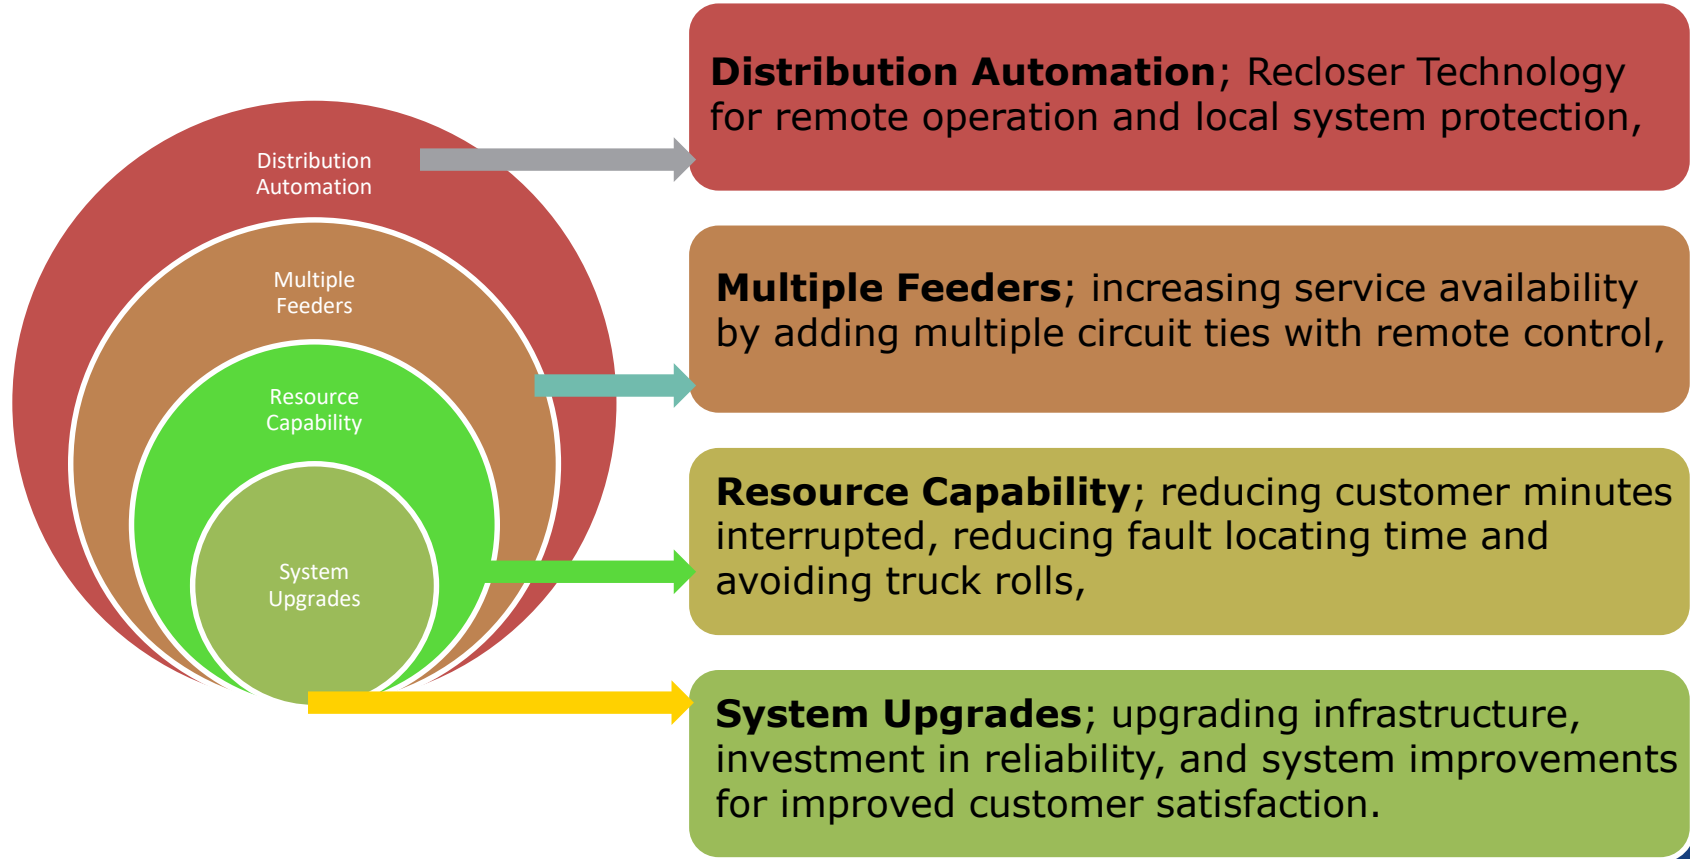 Distribution
Automation
Multiple
Feeders
Resource
Capability
System
Upgrades
Distribution Automation; Recloser Technology
for remote operation and local system protection,
Multiple Feeders; increasing service availability
by adding multiple circuit ties with remote control,
Resource Capability; reducing customer minutes
interrupted, reducing fault locating time and
avoiding truck rolls,
System Upgrades; upgrading infrastructure,
investment in reliability, and system improvements
for improved customer satisfaction.